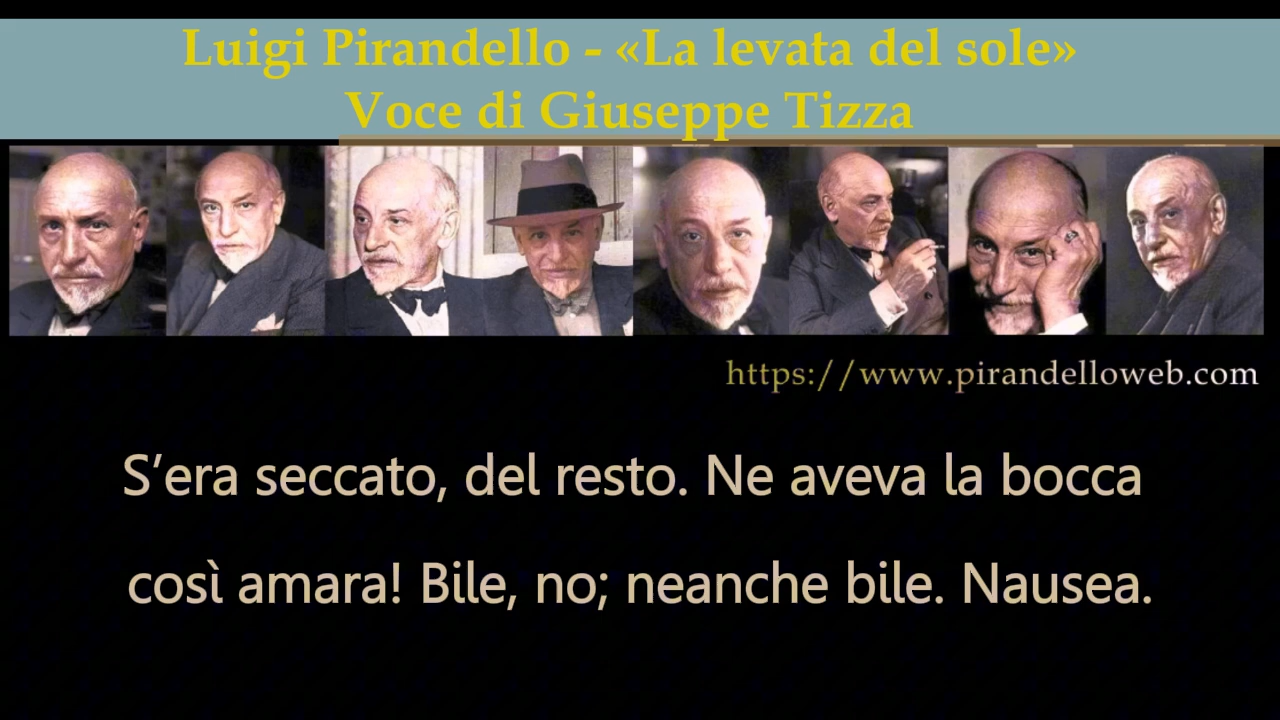 Luigi Pirandello - «La levata del sole»
Voce di Giuseppe Tizza
https://www.pirandelloweb.com
S’era seccato, del resto. Ne aveva la bocca
così amara! Bile, no; neanche bile. Nausea.